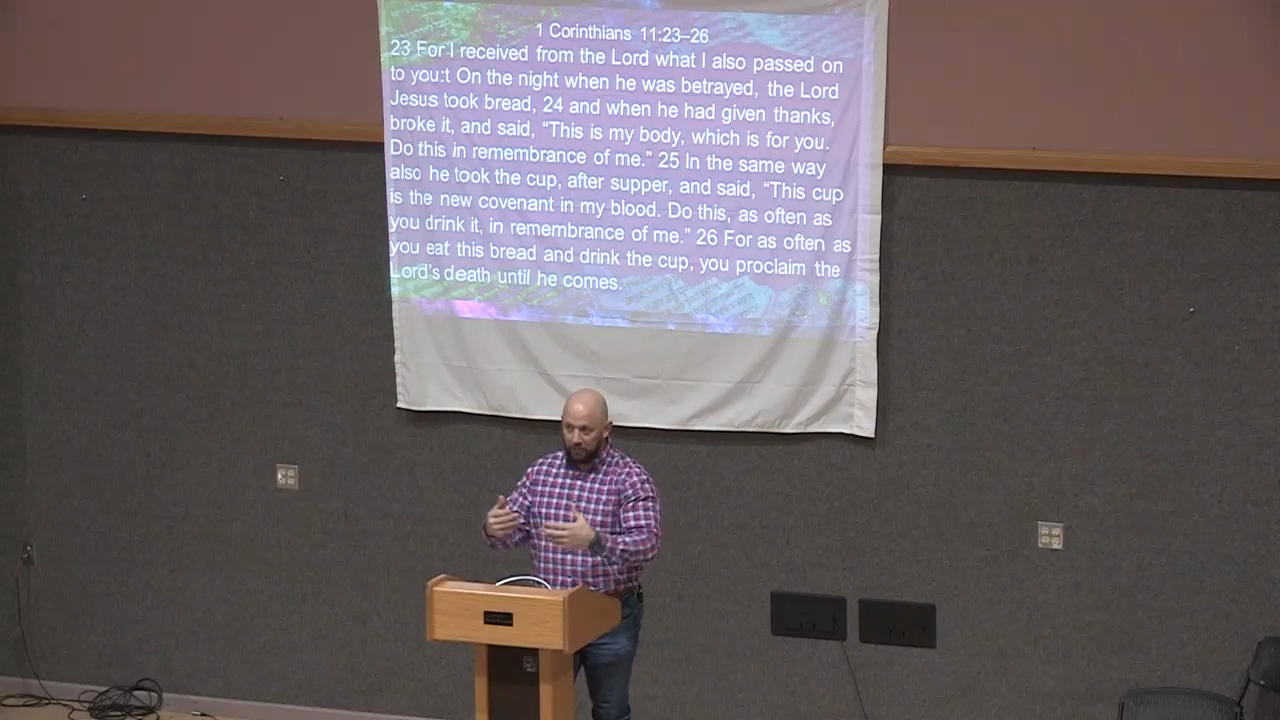 1 Corinthians 11:23–26
23 For I received from the Lord what I also passed on
to you:t On the night when he was betrayed, the Lord
Jesus took bread, 24 and when he had given thanks,
broke it, and said, “This is my body, which is for you.
Do this in remembrance of me.” 25 In the same way
also he took the cup, after supper, and said, “This cup
is the new covenant in my blood. Do this, as often as
you drink it, in remembrance of me.” 26 For as often as
you eat this bread and drink the cup, you proclaim the
Lord’s death until he comes.